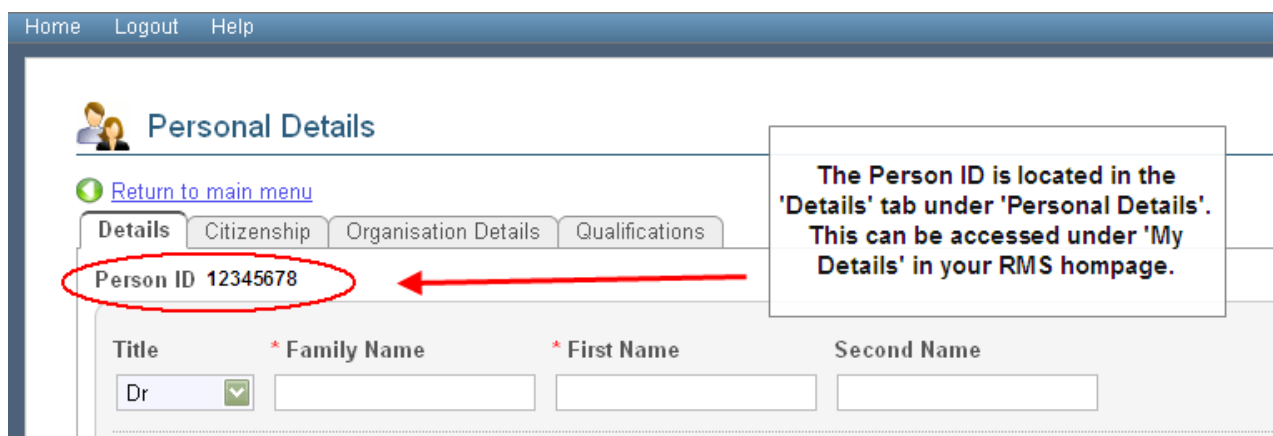 Home Logout Help
Personal Details
Return to main menu
Details Citizenship Organisation Details Qualifications
Person ID 12345678
The Person ID is located in the
'Details' tab under 'Personal Details'.
This can be accessed under 'My
Details' in your RMS hompage.
Title * Family Name * First Name Second Name
Dr